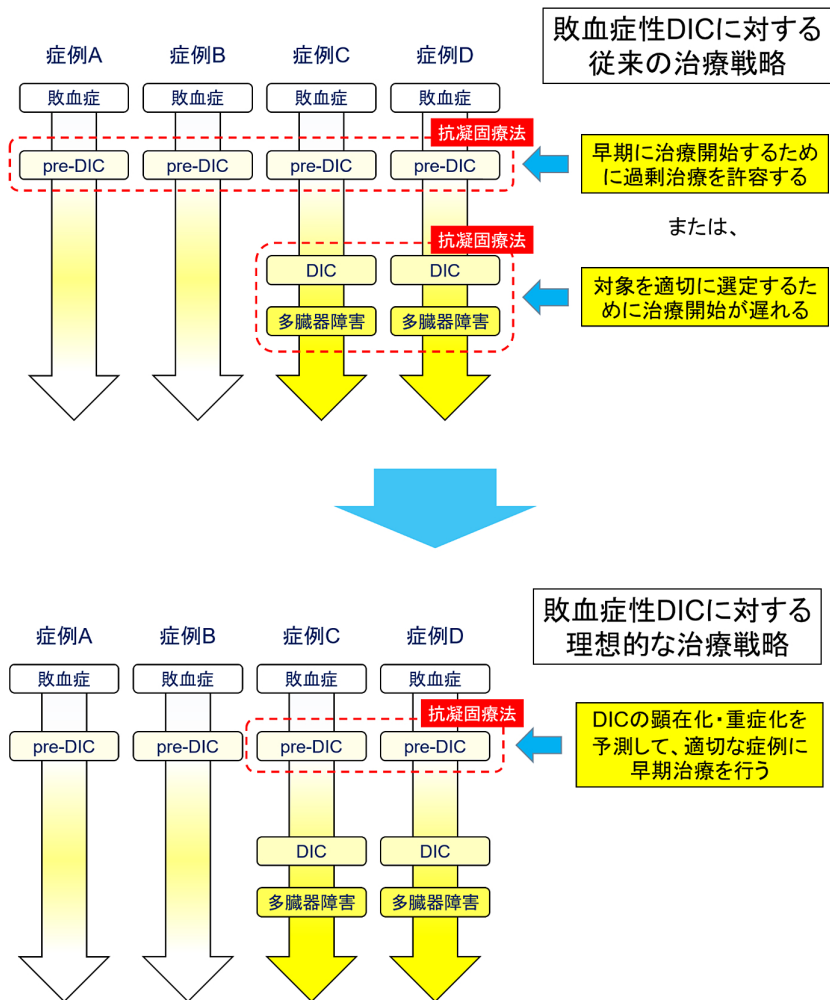 敗血症性DICに対する
従来の治療戦略
症例A 症例B 症例C 症例D
敗血症 敗血症 敗血症 敗血症
抗凝固療法
pre-DIC pre-DIC pre-DIC pre-DIC
早期に治療開始するため
に過剰治療を許容する
または、
抗凝固療法
DIC DIC
多臓器障害 多臓器障害
対象を適切に選定するた
めに治療開始が遅れる
敗血症性DICに対する
理想的な治療戦略
症例A 症例B 症例C 症例D
敗血症 敗血症 敗血症 敗血症
抗凝固療法
pre-DIC pre-DIC pre-DIC pre-DIC
DICの顕在化・重症化を
予測して、適切な症例に
早期治療を行う
DIC DIC
多臓器障害 多臓器障害